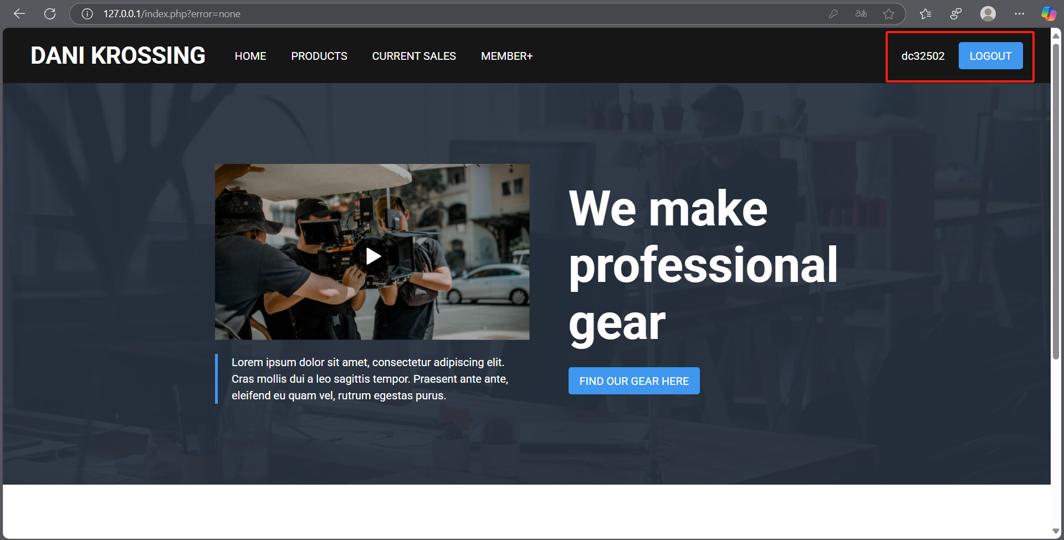 127.0.0.1/index.php?error=none
DANI KROSSING
HOME
PRODUCTS
CURRENT SALES
MEMBER+
dc32502
LOGOUT
We make
professional
gear
Lorem ipsum dolor sit amet, consectetur adipiscing elit.
Cras mollis dui a leo sagittis tempor. Praesent ante ante,
eleifend eu quam vel, rutrum egestas purus.
FIND OUR GEAR HERE